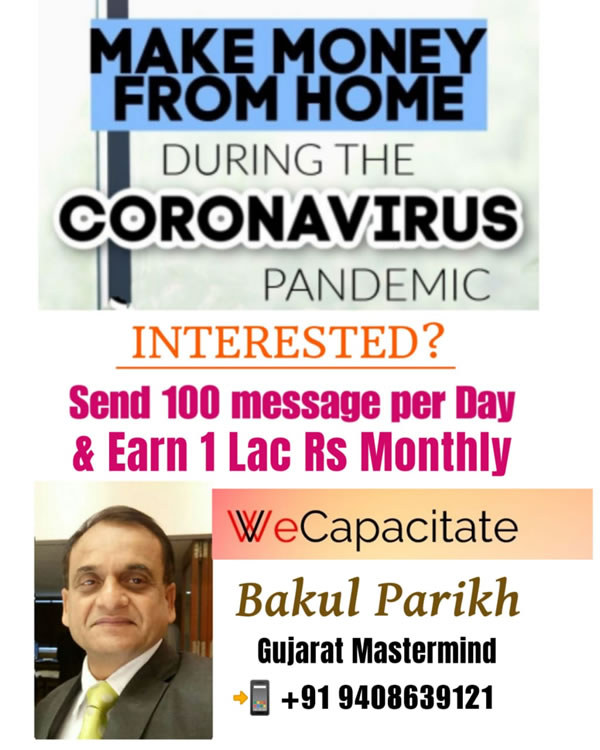 MAKE MONEY
FROM HOME
DURING THE
CORONAVIRUS
PANDEMIC
INTERESTED?
Send 100 message per Day
& Earn 1 Lac Rs Monthly
WeCapacitate
Bakul Parikh
Gujarat Mastermind
+91 9408639121